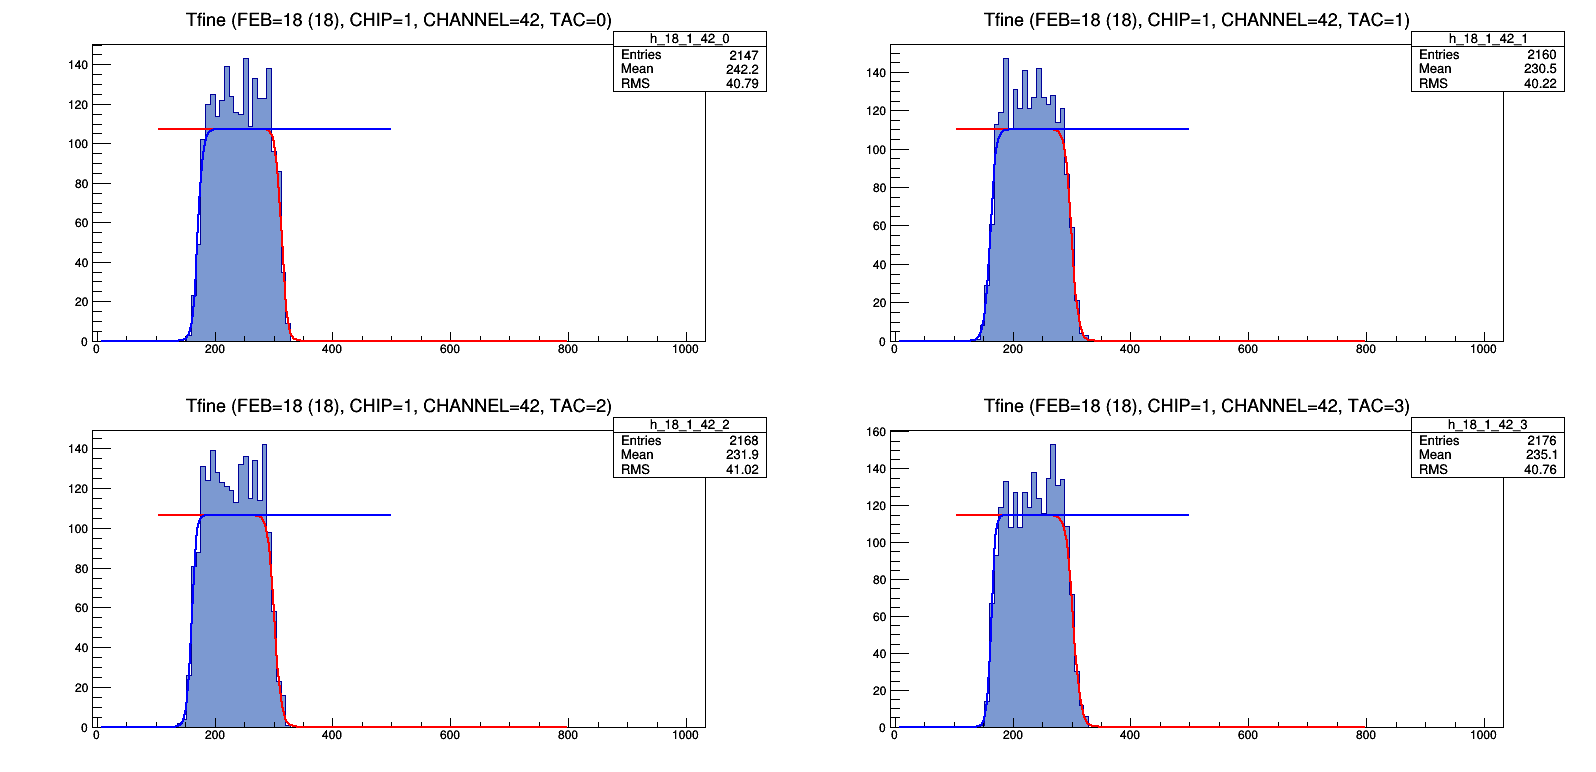 Tfine (FEB=18 (18), CHIP=1, CHANNEL=42, TAC=0)
h_18_1_42_0
Entries 2147
Mean 242.2
RMS 40.79
140
120
100
80
60
40
20
0
0 200 400 600 800 1000
Tfine (FEB=18 (18), CHIP=1, CHANNEL=42, TAC=1)
h_18_1_42_1
Entries 2160
Mean 230.5
RMS 40.22
140
120
100
80
60
40
20
0
0 200 400 600 800 1000
Tfine (FEB=18 (18), CHIP=1, CHANNEL=42, TAC=2)
h_18_1_42_2
Entries 2168
Mean 231.9
RMS 41.02
140
120
100
80
60
40
20
0
0 200 400 600 800 1000
Tfine (FEB=18 (18), CHIP=1, CHANNEL=42, TAC=3)
h_18_1_42_3
Entries 2176
Mean 235.1
RMS 40.76
160
140
120
100
80
60
40
20
0
0 200 400 600 800 1000